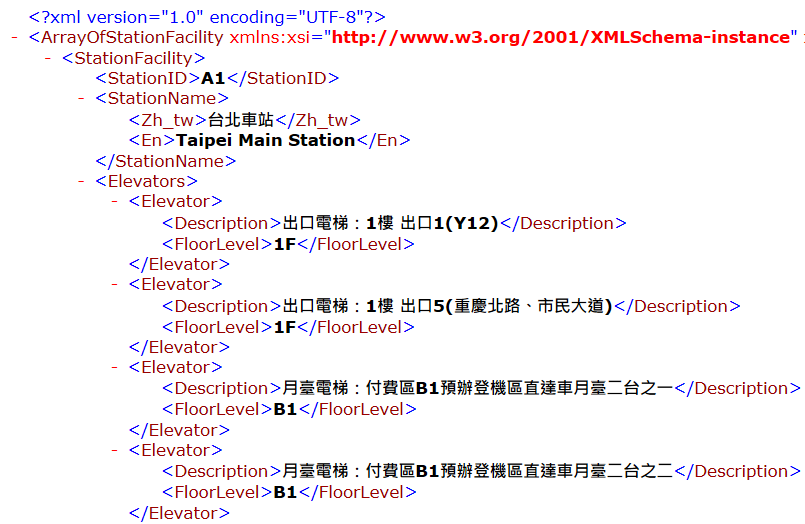 <?xml version="1.0" encoding="UTF-8"?>
- <ArrayOfStationFacility xmlns:xsi="http://www.w3.org/2001/XMLSchema-instance"
- <StationFacility>
<StationID>A1</StationID>
- <StationName>
<Zh_tw>台北車站</Zh_tw>
<En>Taipei Main Station</En>
</StationName>
- <Elevators>
- <Elevator>
<Description>出口電梯：1樓 出口1(Y12)</Description>
<FloorLevel>1F</FloorLevel>
</Elevator>
- <Elevator>
<Description>出口電梯：1樓 出口5(重慶北路、市民大道)</Description>
<FloorLevel>1F</FloorLevel>
</Elevator>
- <Elevator>
<Description>月臺電梯：付費區B1預辦登機區直達車月臺二台之一</Description>
<FloorLevel>B1</FloorLevel>
</Elevator>
- <Elevator>
<Description>月臺電梯：付費區B1預辦登機區直達車月臺二台之二</Description>
<FloorLevel>B1</FloorLevel>
</Elevator>